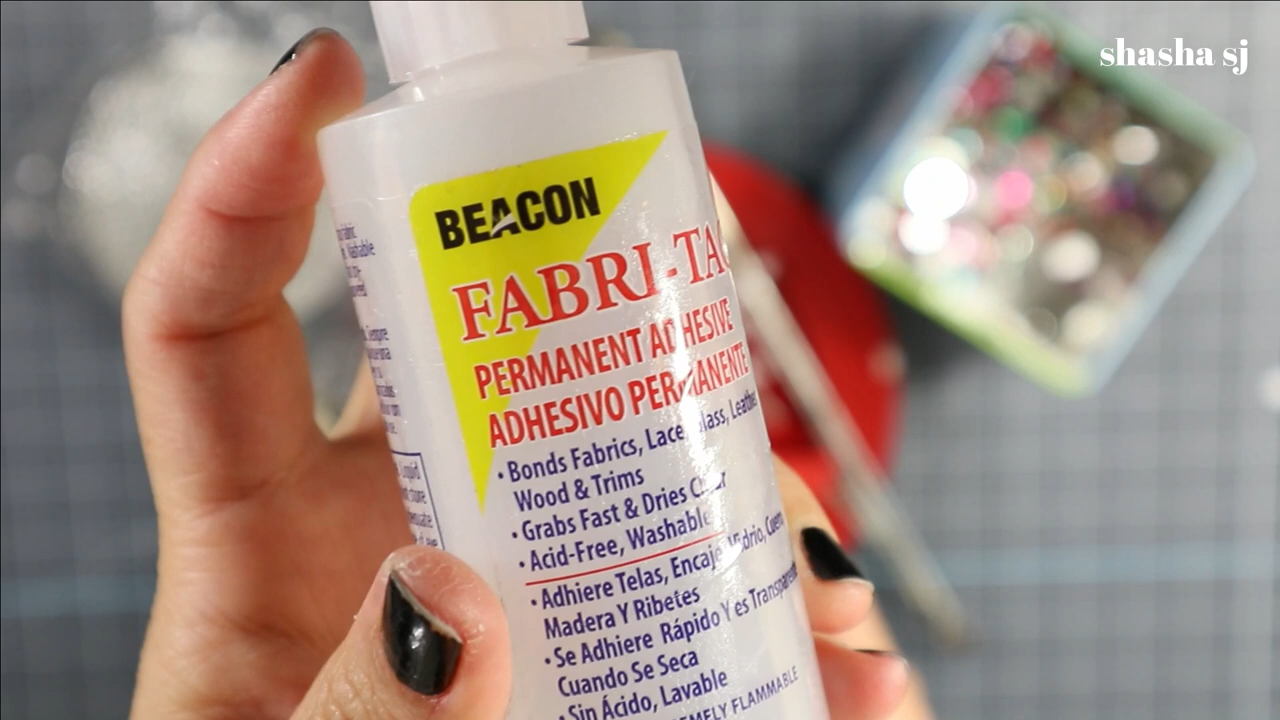 shasha sj
BEACON
FABRI-TAC
PERMANENT ADHESIVE
ADHESIVO PERMANENTE
• Bonds Fabrics, Lace, Glass, Leather
Wood & Trims
• Grabs Fast & Dries Clear
• Acid-Free, Washable
• Adhiere Telas, Encaje, Vidrio, Cuero
Madera Y Ribetes
• Se Adhiere Rápido Y es Transparente
Cuando Se Seca
• Sin Ácido, Lavable
FLAMMABLE